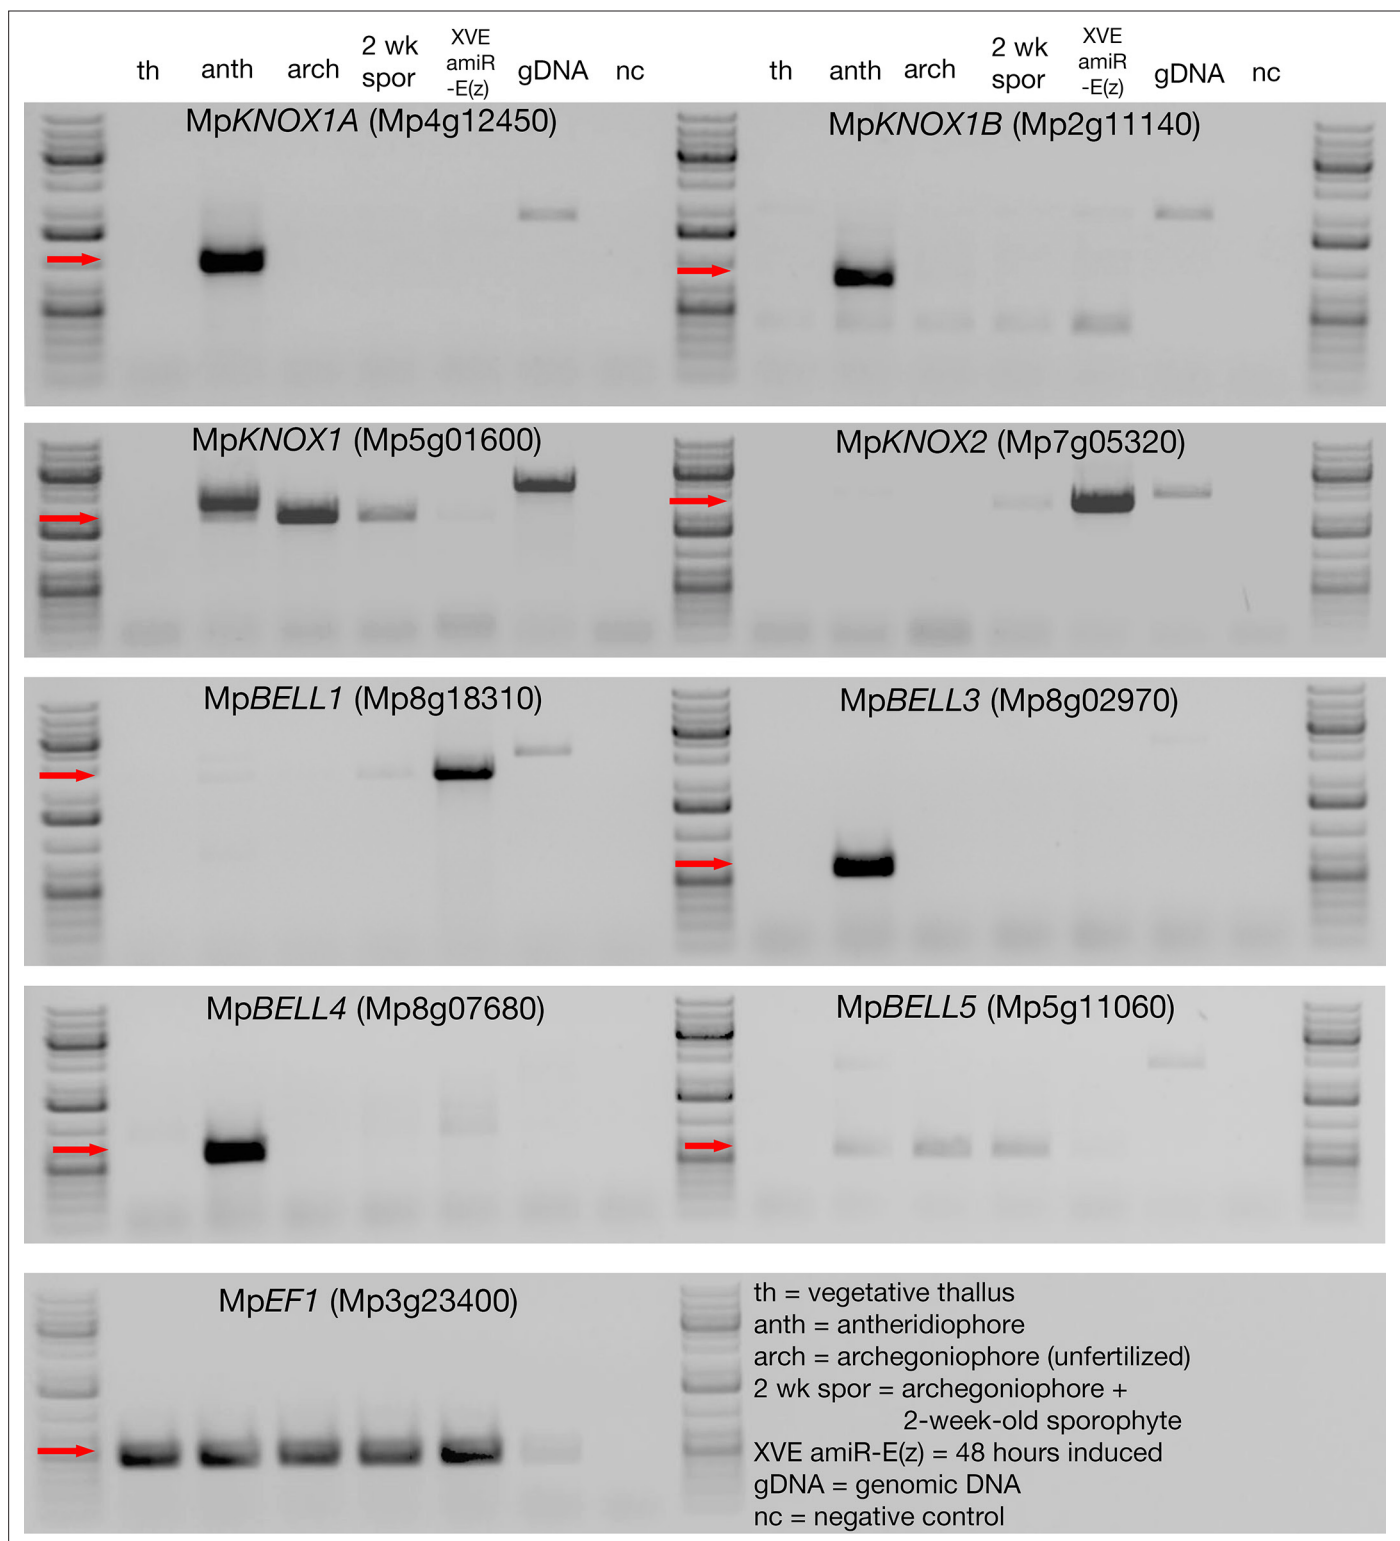 th anth arch 2 wk spor XVE amiR -E(z) gDNA nc th anth arch 2 wk spor XVE amiR -E(z) gDNA nc
MpKNOX1A (Mp4g12450) MpKNOX1B (Mp2g11140)
MpKNOX1 (Mp5g01600) MpKNOX2 (Mp7g05320)
MpBELL1 (Mp8g18310) MpBELL3 (Mp8g02970)
MpBELL4 (Mp8g07680) MpBELL5 (Mp5g11060)
MpEF1 (Mp3g23400)
th = vegetative thallus
anth = antheridiophore
arch = archegoniophore (unfertilized)
2 wk spor = archegoniophore +
2-week-old sporophyte
XVE amiR-E(z) = 48 hours induced
gDNA = genomic DNA
nc = negative control